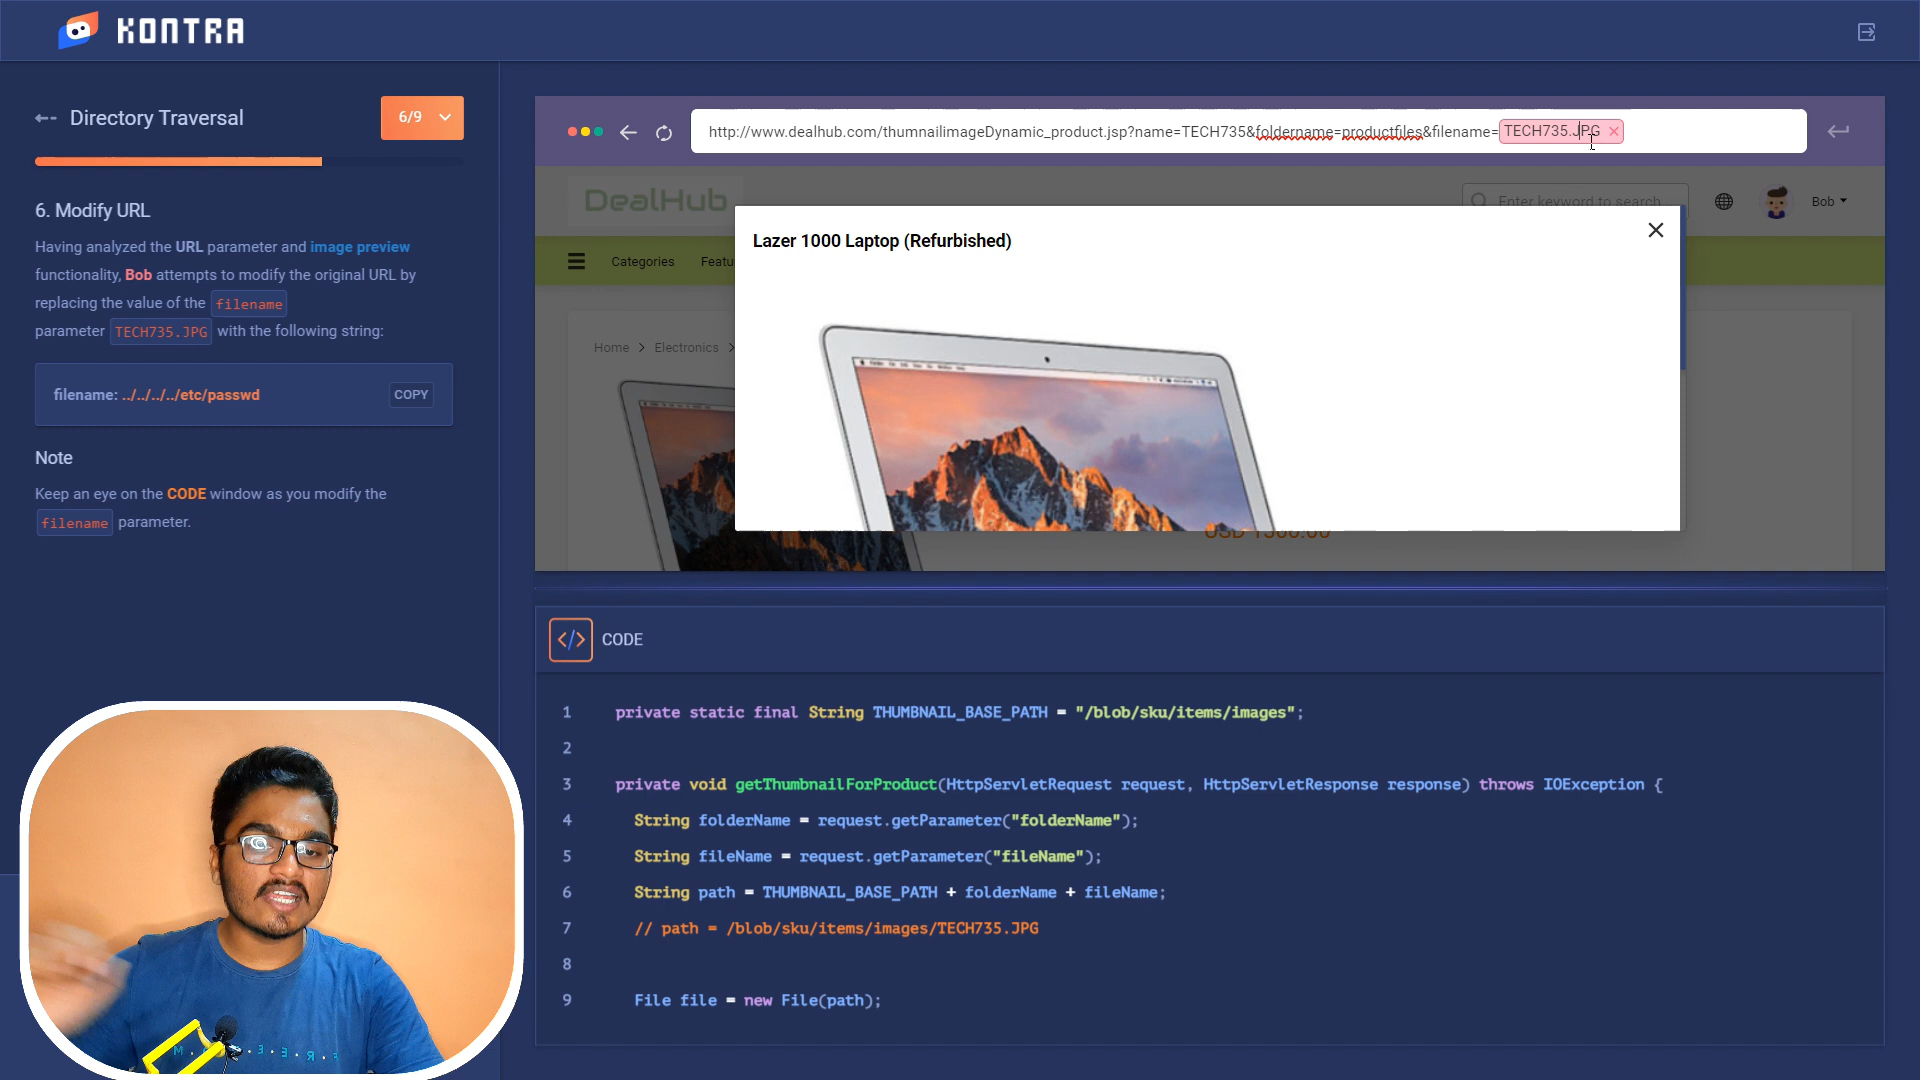 KONTRA
Directory Traversal
6/9
6. Modify URL
Having analyzed the URL parameter and image preview
functionality, Bob attempts to modify the original URL by
replacing the value of the filename
parameter TECH735.JPG with the following string:
filename: ../../../../etc/passwd
COPY
Note
Keep an eye on the CODE window as you modify the
filename parameter.
http://www.dealhub.com/thumnailimageDynamic_product.jsp?name=TECH735&foldername=productfiles&filename=TECH735.JPG
DealHub
Enter keyword to search
Bob
Categories
Featu
Lazer 1000 Laptop (Refurbished)
Home > Electronics >
USD 1300.00
</> CODE
1 private static final String THUMBNAIL_BASE_PATH = "/blob/sku/items/images";
2
3 private void getThumbnailForProduct(HttpServletRequest request, HttpServletResponse response) throws IOException {
4 String folderName = request.getParameter("folderName");
5 String fileName = request.getParameter("fileName");
6 String path = THUMBNAIL_BASE_PATH + folderName + fileName;
7 // path = /blob/sku/items/images/TECH735.JPG
8
9 File file = new File(path);